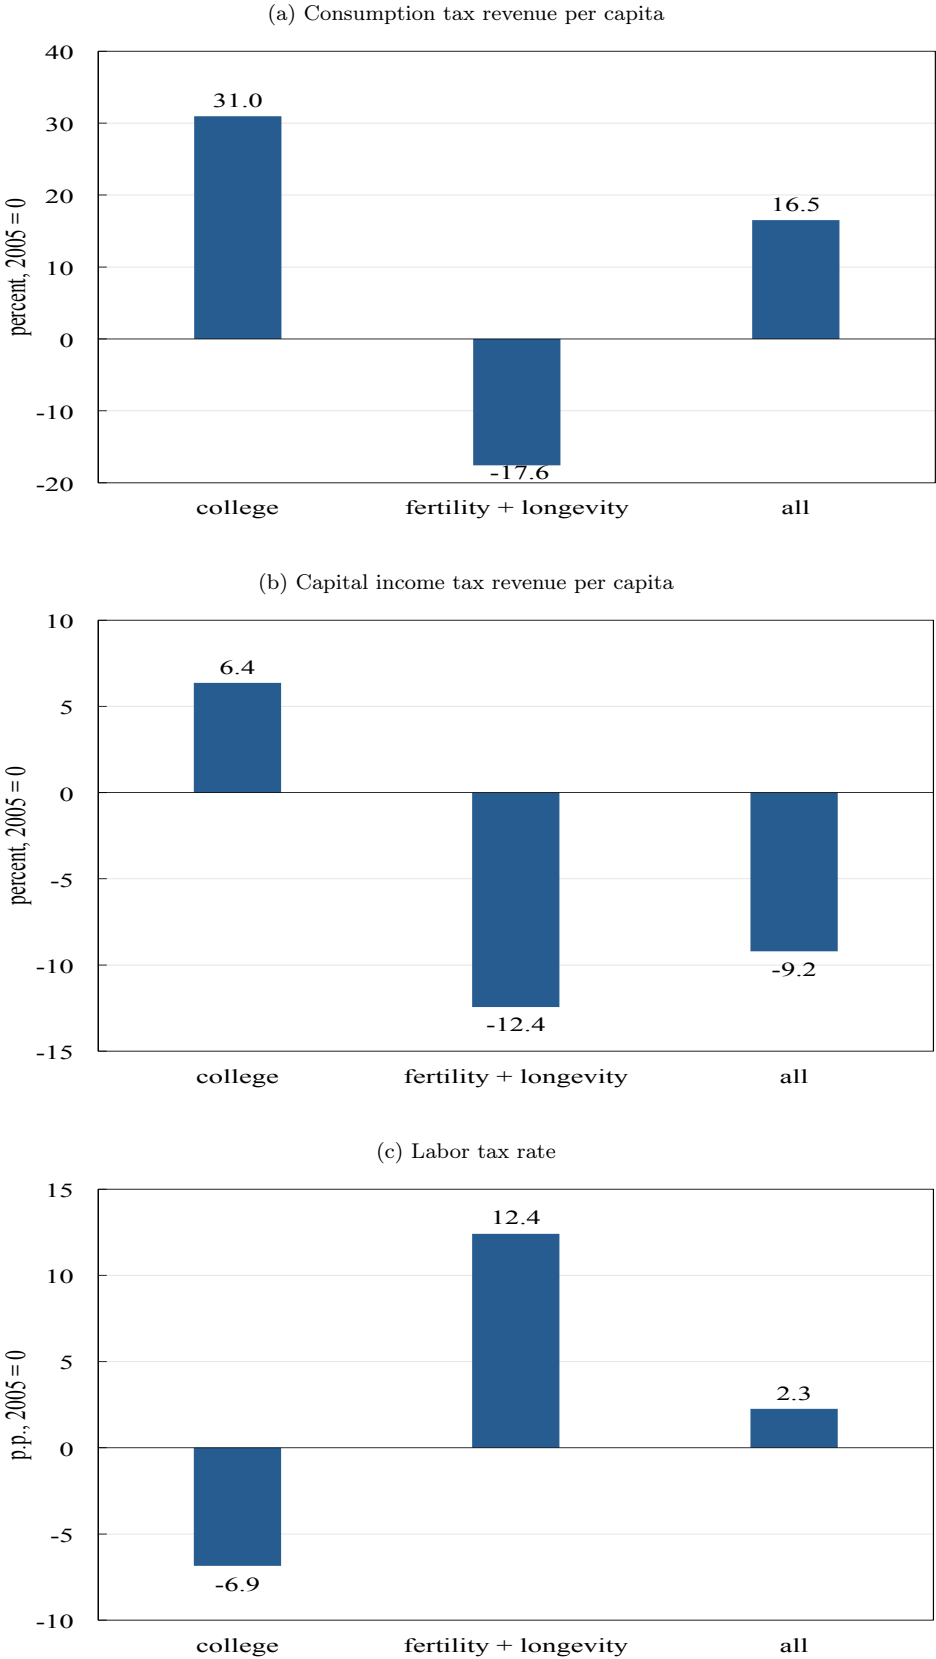 (a) Consumption tax revenue per capita
40
30
20
10
0
-10
-20
percent, 2005 = 0
31.0
-17.6
16.5
college
fertility + longevity
all
(b) Capital income tax revenue per capita
10
5
0
-5
-10
-15
percent, 2005 = 0
6.4
-12.4
-9.2
college
fertility + longevity
all
(c) Labor tax rate
15
10
5
0
-5
-10
p.p., 2005 = 0
-6.9
12.4
2.3
college
fertility + longevity
all